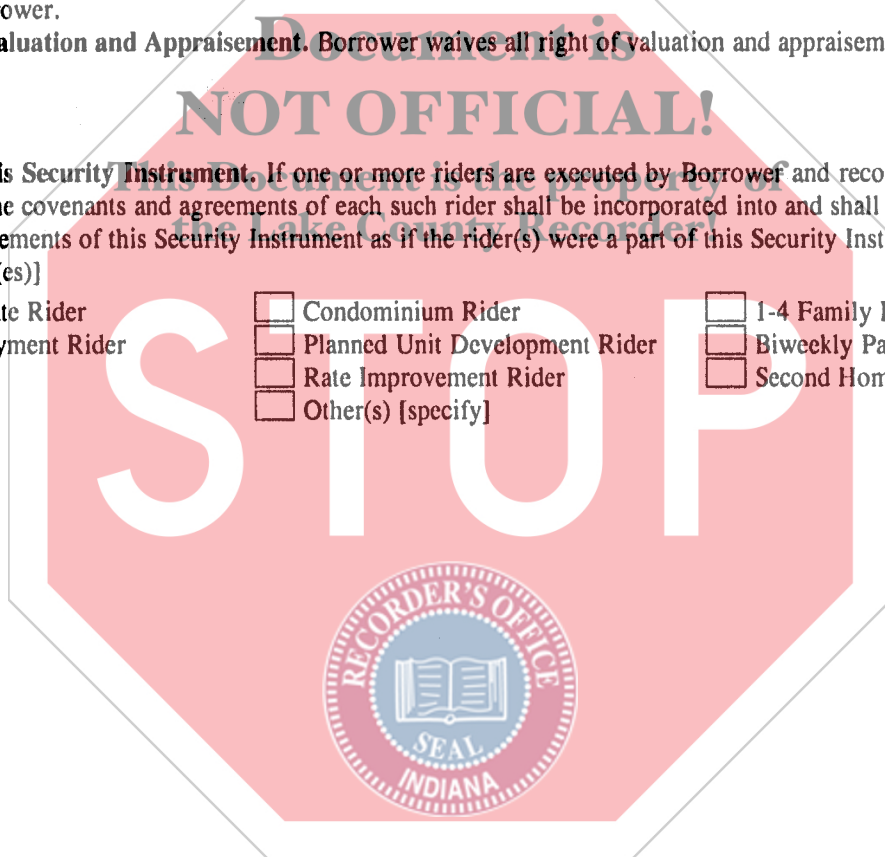 ower.
aluation and Appraisement. Borrower waives all right of valuation and appraisem
Document is
NOT OFFICIAL!
This Document is the property of
the Lake County Recorder!
is Security Instrument. If one or more riders are executed by Borrower and reco
e covenants and agreements of each such rider shall be incorporated into and shall
ements of this Security Instrument as if the rider(s) were a part of this Security Inst
(es)]
te Rider
Condominium Rider
1-4 Family
yment Rider
Planned Unit Development Rider
Biweekly Pa
Rate Improvement Rider
Second Hom
Other(s) [specify]
STOP
RECORDER'S OFFICE
SEAL
INDIANA